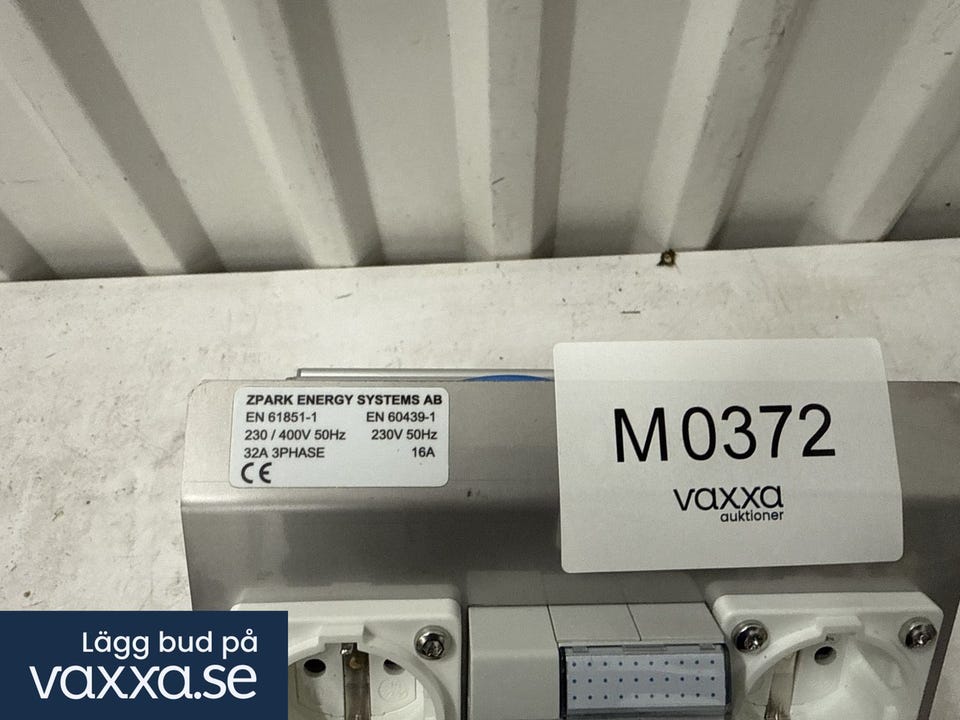 ZPARK ENERGY SYSTEMS AB
EN 61851-1 EN 60439-1
230 / 400V 50Hz 230V 50Hz
32A 3PHASE 16A
CE
M0372
vaxxa
auktioner
Lägg bud på
vaxxa.se